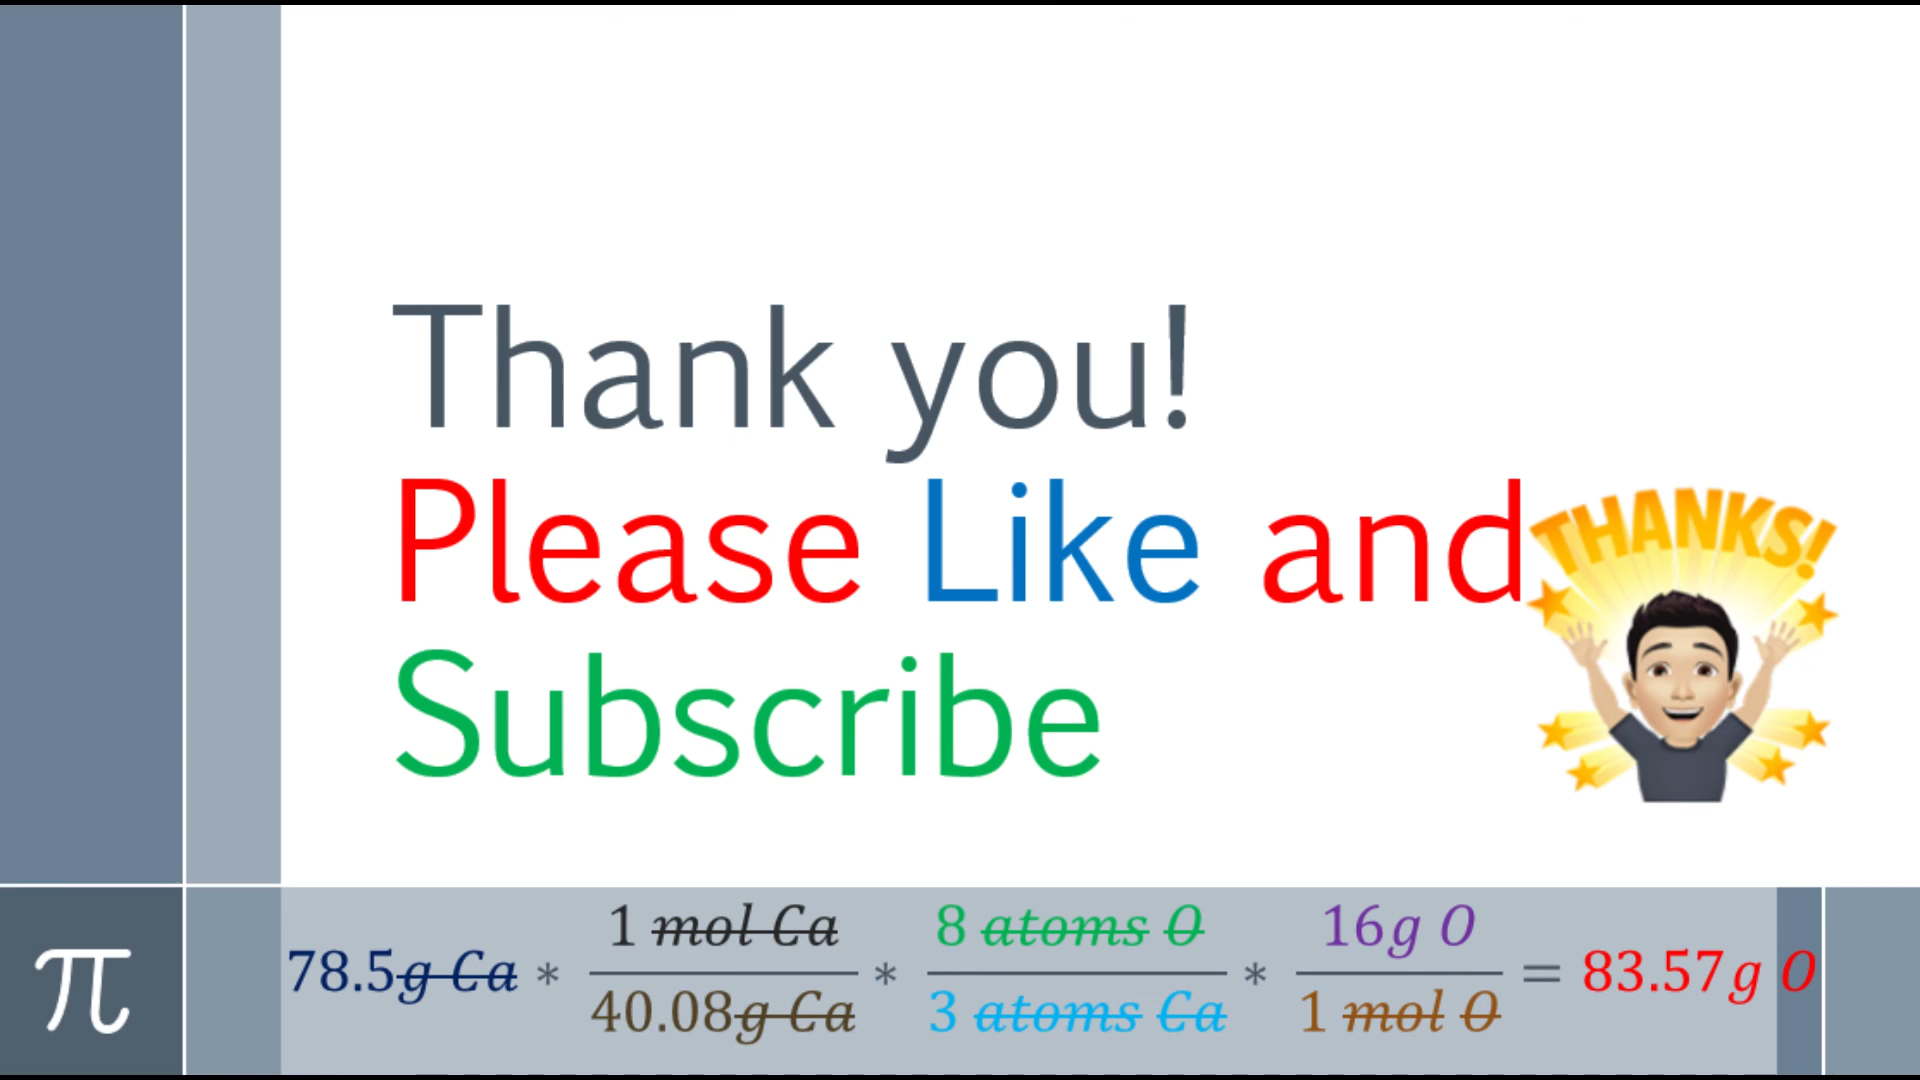 Thank you!
Please Like and
Subscribe
THANKS!
π
78.5g Ca * 1 mol Ca / 40.08g Ca * 8 atoms O / 3 atoms Ca * 16g O / 1 mol O = 83.57g O